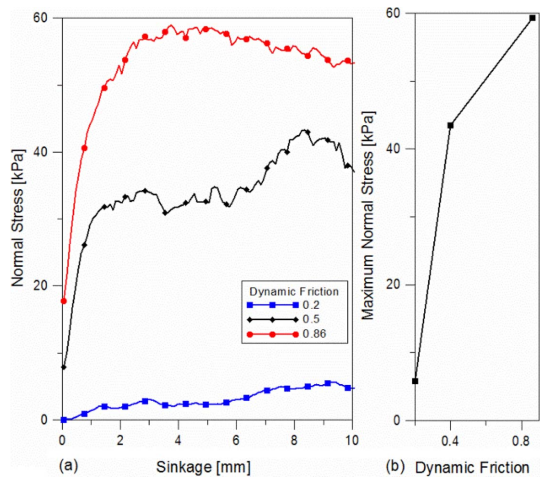 60
40
20
0
Normal Stress [kPa]
Dynamic Friction
0.2
0.5
0.86
0 2 4 6 8 10
(a) Sinkage [mm]
60
40
20
0
Maximum Normal Stress [kPa]
0.4 0.8
(b) Dynamic Friction